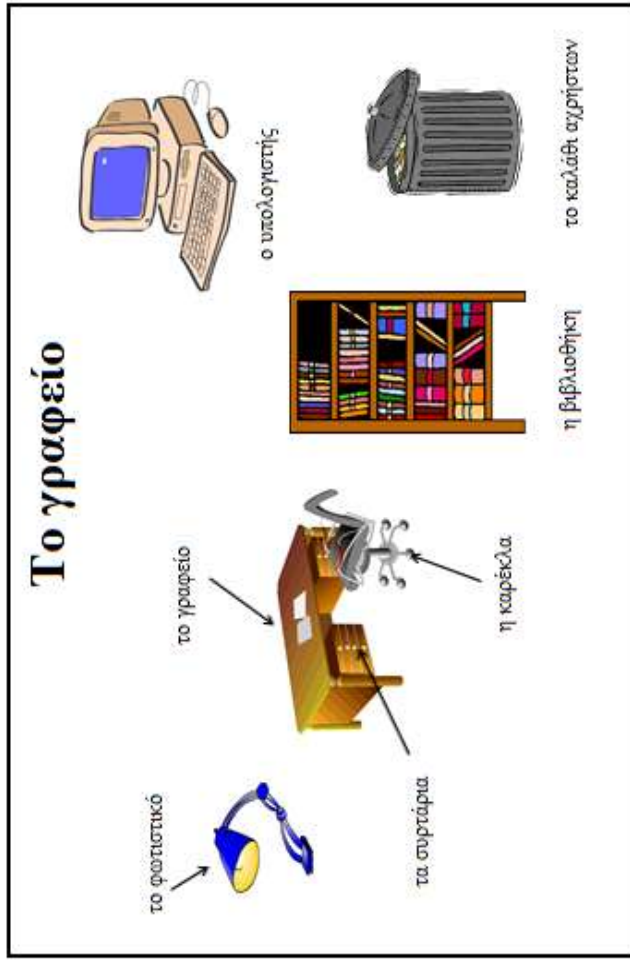 Το γραφείο
το φωτιστικό
το γραφείο
ο υπολογιστής
τα συρτάρια
η καρέκλα
η βιβλιοθήκη
το καλάθι αχρήστων